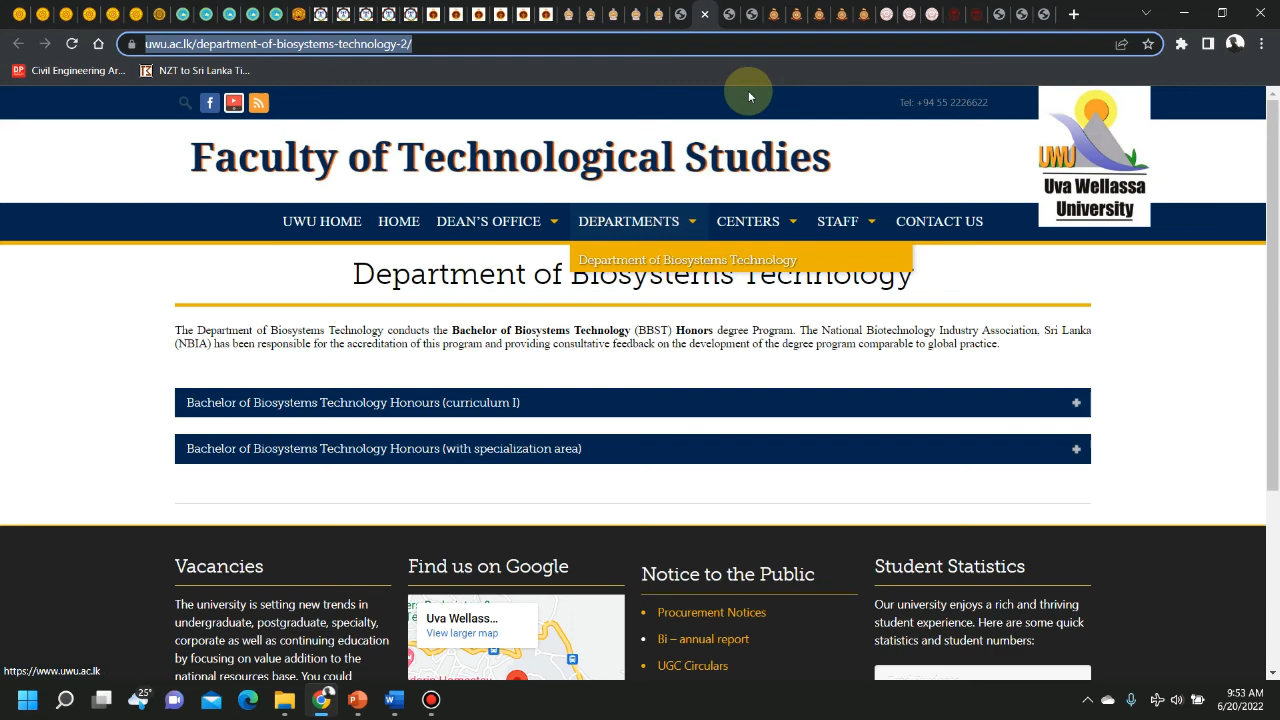 uwu.ac.lk/department-of-biosystems-technology-2/
DP Civil Engineering Ar...
NZT to Sri Lanka Ti...
Tel: +94 55 2226622
Faculty of Technological Studies
UWU
Uva Wellassa
University
UWU HOME HOME DEAN'S OFFICE DEPARTMENTS CENTERS STAFF CONTACT US
Department of Biosystems Technology
Department of Biosystems Technology
The Department of Biosystems Technology conducts the Bachelor of Biosystems Technology (BBST) Honors degree Program. The National Biotechnology Industry Association, Sri Lanka
(NBIA) has been responsible for the accreditation of this program and providing consultative feedback on the development of the degree program comparable to global practice.
Bachelor of Biosystems Technology Honours (curriculum I)
Bachelor of Biosystems Technology Honours (with specialization area)
Vacancies
The university is setting new trends in
undergraduate, postgraduate, specialty,
corporate as well as continuing education
by focusing on value addition to the
national resources base. You could
Find us on Google
Uva Wellass...
View larger map
Notice to the Public
Procurement Notices
Bi – annual report
UGC Circulars
Student Statistics
Our university enjoys a rich and thriving
student experience. Here are some quick
statistics and student numbers:
https://www.uwu.ac.lk
25°
9:53 AM
6/20/2022